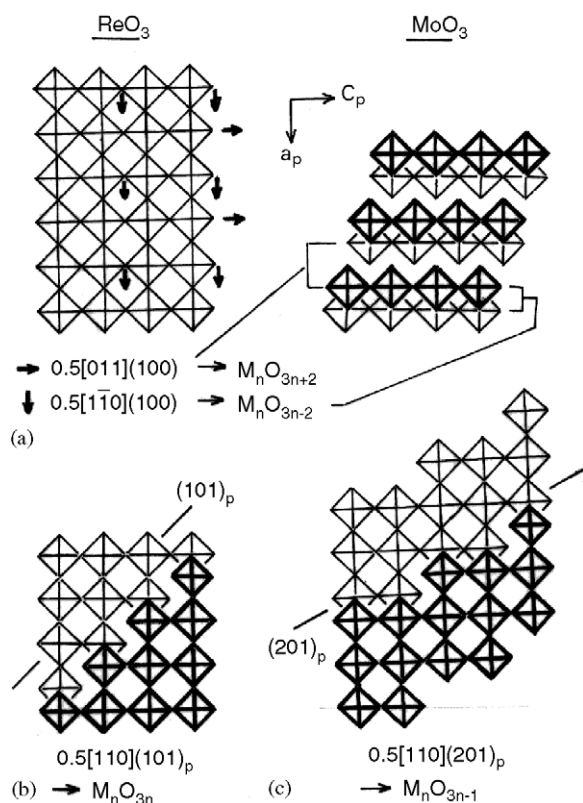 ReO₃
MoO₃
(a)
Cₚ
aₚ
➡ 0.5[011](100) → MₙO₃ₙ₊₂
⬇ 0.5[11̅0](100) → MₙO₃ₙ₋₂
(101)ₚ
(201)ₚ
0.5[110](101)ₚ
(b) → MₙO₃ₙ
0.5[110](201)ₚ
(c) → MₙO₃ₙ₋₁